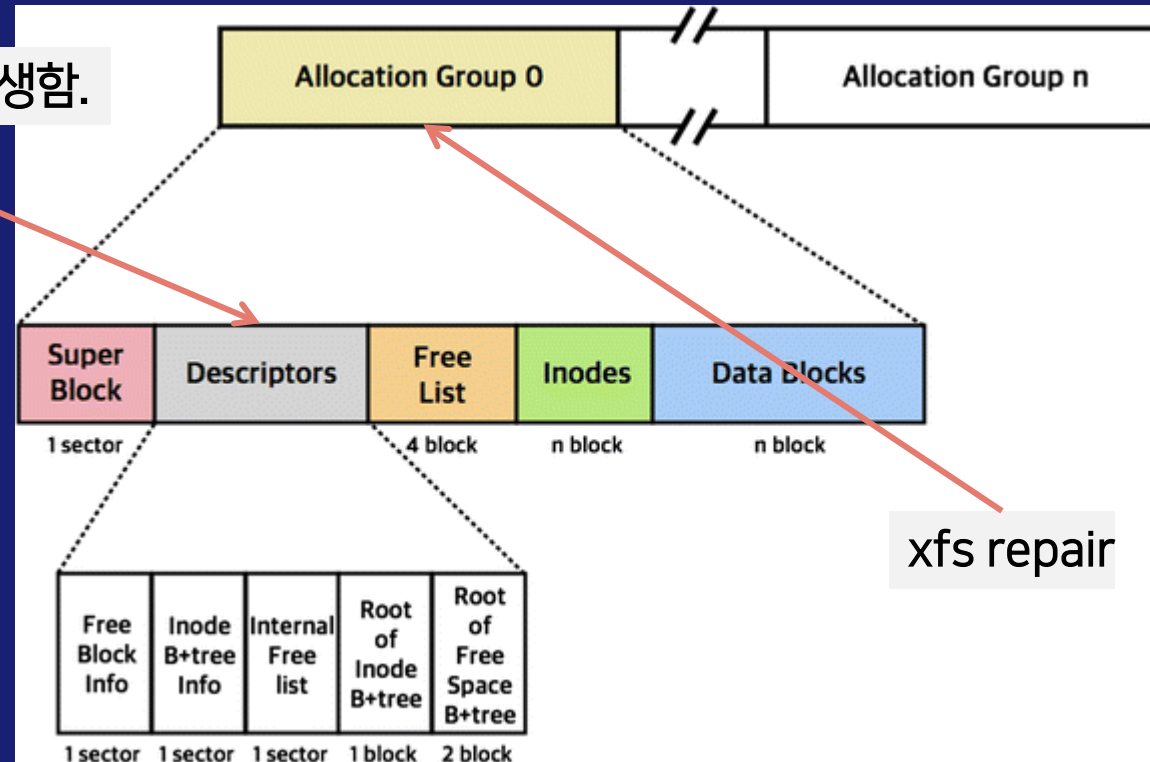 Allocation Group 0
Allocation Group n
생함.
Super
Block
Descriptors
Free
List
Inodes
Data Blocks
1 sector
4 block
n block
n block
xfs repair
Free
Block
Info
Inode
B+tree
Info
Internal
Free
list
Root
of
Inode
B+tree
Root
of
Free
Space
B+tree
1 sector
1 sector
1 sector
1 block
2 block